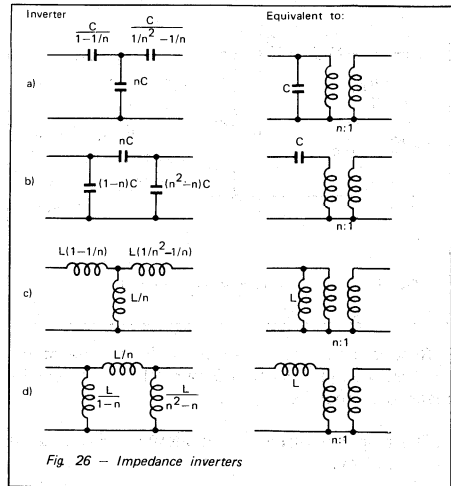 Inverter
Equivalent to:
a)
C
1–1/n
C
1/n² –1/n
nC
C
n:1
b)
nC
(1–n)C
(n²–n)C
C
n:1
c)
L(1–1/n)
L(1/n²–1/n)
L/n
L
n:1
d)
L/n
L
1–n
L
n²–n
L
n:1
Fig. 26 – Impedance inverters